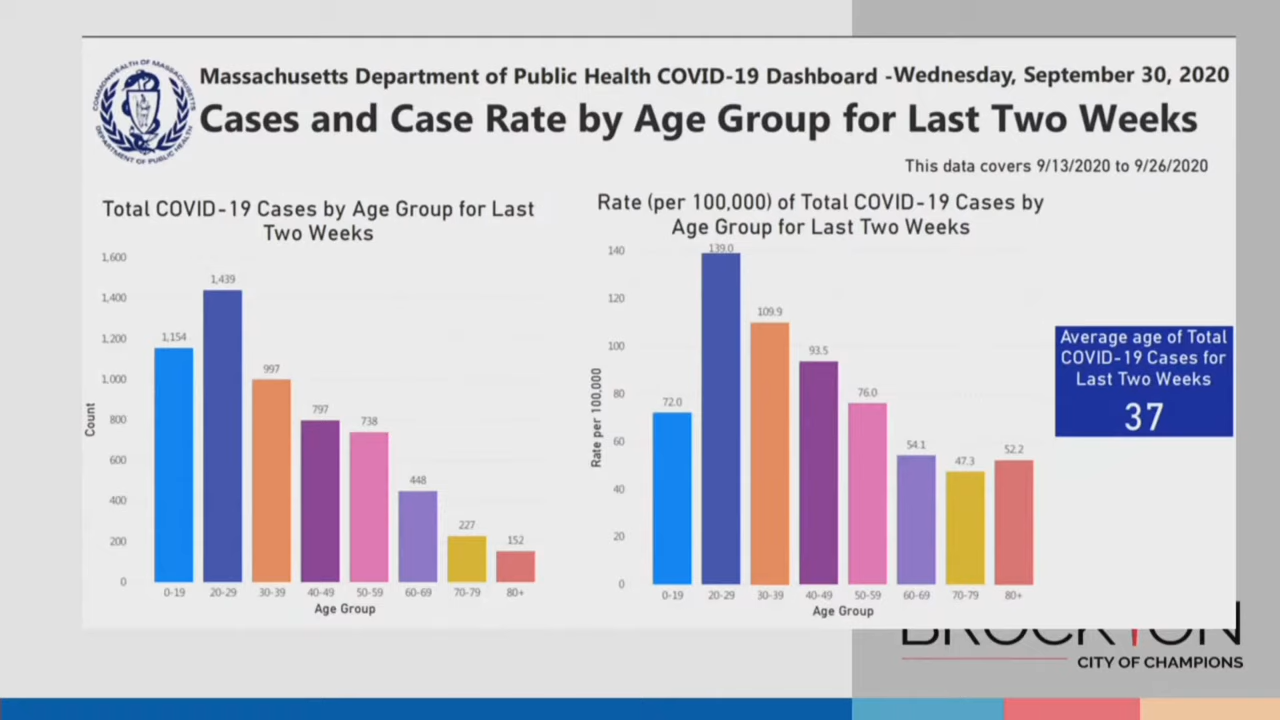 COMMONWEALTH OF MASSACHUSETTS
DEPARTMENT OF PUBLIC HEALTH
Massachusetts Department of Public Health COVID-19 Dashboard -Wednesday, September 30, 2020
Cases and Case Rate by Age Group for Last Two Weeks
This data covers 9/13/2020 to 9/26/2020
Total COVID-19 Cases by Age Group for Last
Two Weeks
1,600
1,400
1,200
1,000
800
600
400
200
0
Count
1,154
1,439
997
797
738
448
227
152
0-19
20-29
30-39
40-49
50-59
60-69
70-79
80+
Age Group
Rate (per 100,000) of Total COVID-19 Cases by
Age Group for Last Two Weeks
140
120
100
80
60
40
20
0
Rate per 100,000
72.0
139.0
109.9
93.5
76.0
54.1
47.3
52.2
0-19
20-29
30-39
40-49
50-59
60-69
70-79
80+
Age Group
Average age of Total
COVID-19 Cases for
Last Two Weeks
37
BROCKTON
CITY OF CHAMPIONS